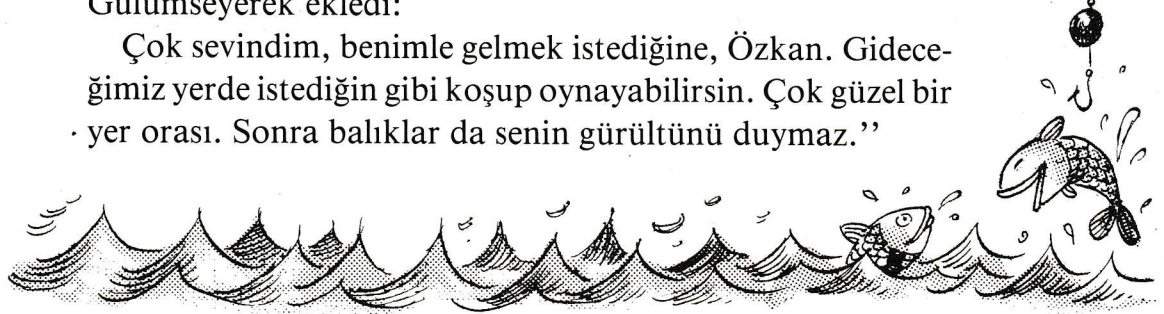 Gülümseyerek ekledi:
Çok sevindim, benimle gelmek istediğine, Özkan. Gidece-
ğimiz yerde istediğin gibi koşup oynayabilirsin. Çok güzel bir
yer orası. Sonra balıklar da senin gürültünü duymaz.’’